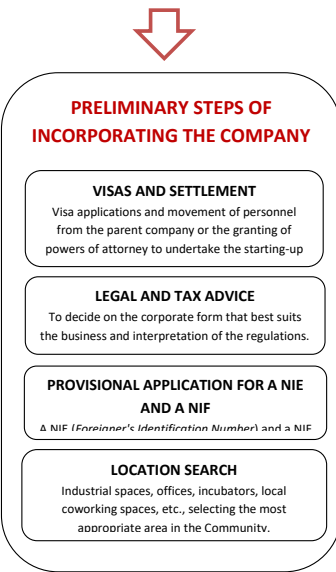 PRELIMINARY STEPS OF
INCORPORATING THE COMPANY
VISAS AND SETTLEMENT
Visa applications and movement of personnel
from the parent company or the granting of
powers of attorney to undertake the starting-up
LEGAL AND TAX ADVICE
To decide on the corporate form that best suits
the business and interpretation of the regulations.
PROVISIONAL APPLICATION FOR A NIE
AND A NIF
A NIE (Foreigner's Identification Number) and a NIF
LOCATION SEARCH
Industrial spaces, offices, incubators, local
coworking spaces, etc., selecting the most
appropriate area in the Community.